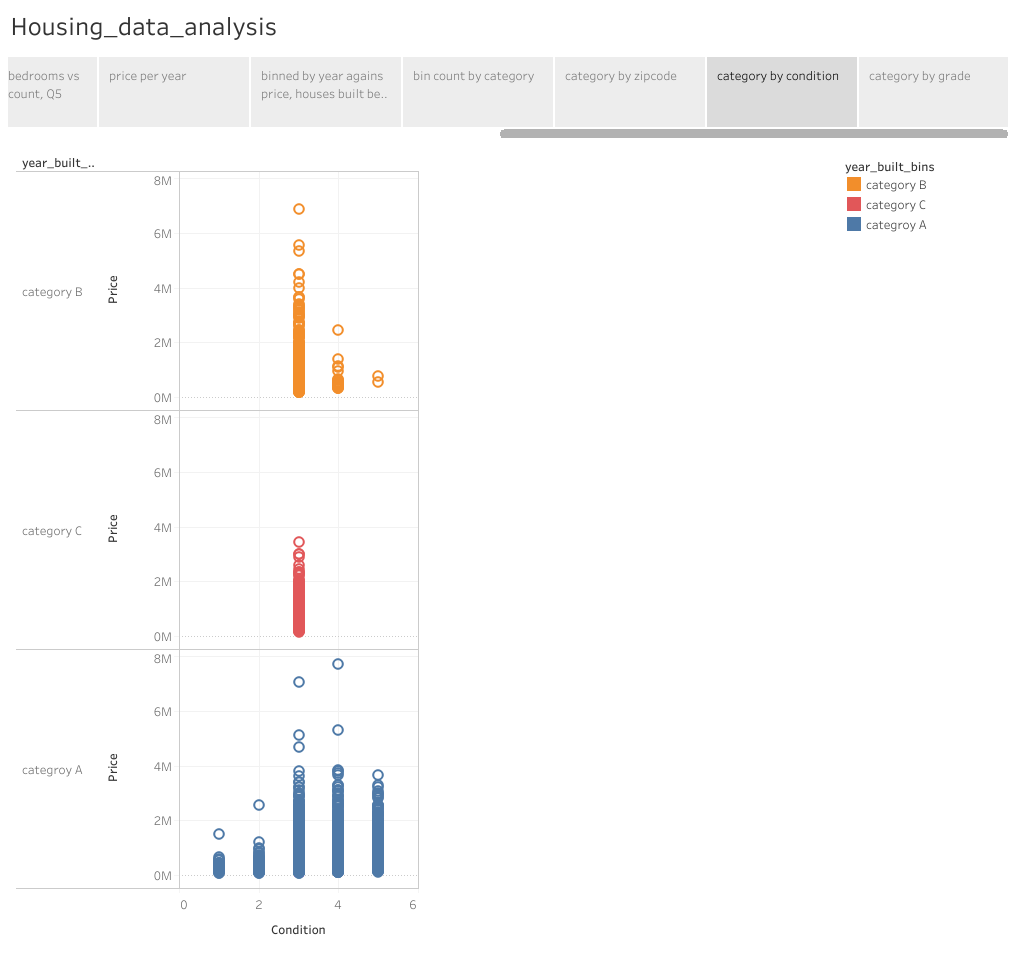 Housing_data_analysis
bedrooms vs
count, Q5
price per year
binned by year agains
price, houses built be..
bin count by category
category by zipcode
category by condition
category by grade
year_built_..
year_built_bins
category B
category C
categroy A
category B
Price
8M
6M
4M
2M
0M
category C
Price
8M
6M
4M
2M
0M
categroy A
Price
8M
6M
4M
2M
0M
0
2
4
6
Condition